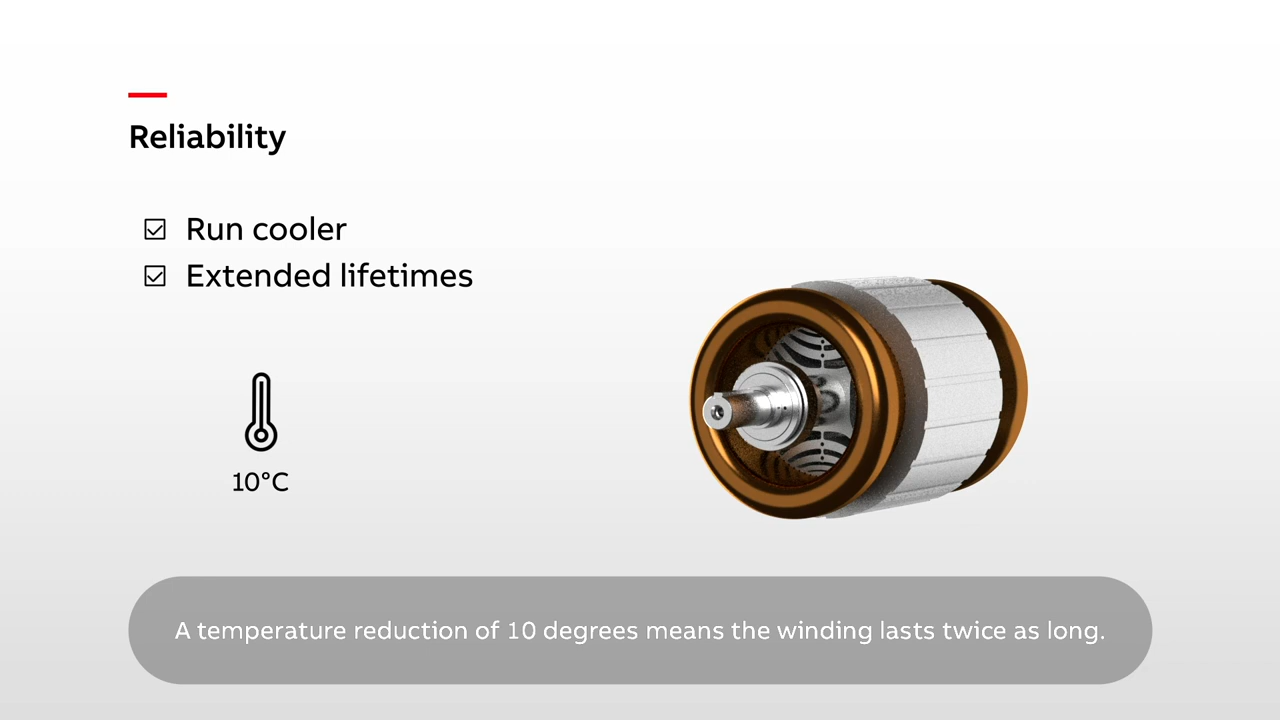 Reliability
Run cooler
Extended lifetimes
10°C
A temperature reduction of 10 degrees means the winding lasts twice as long.